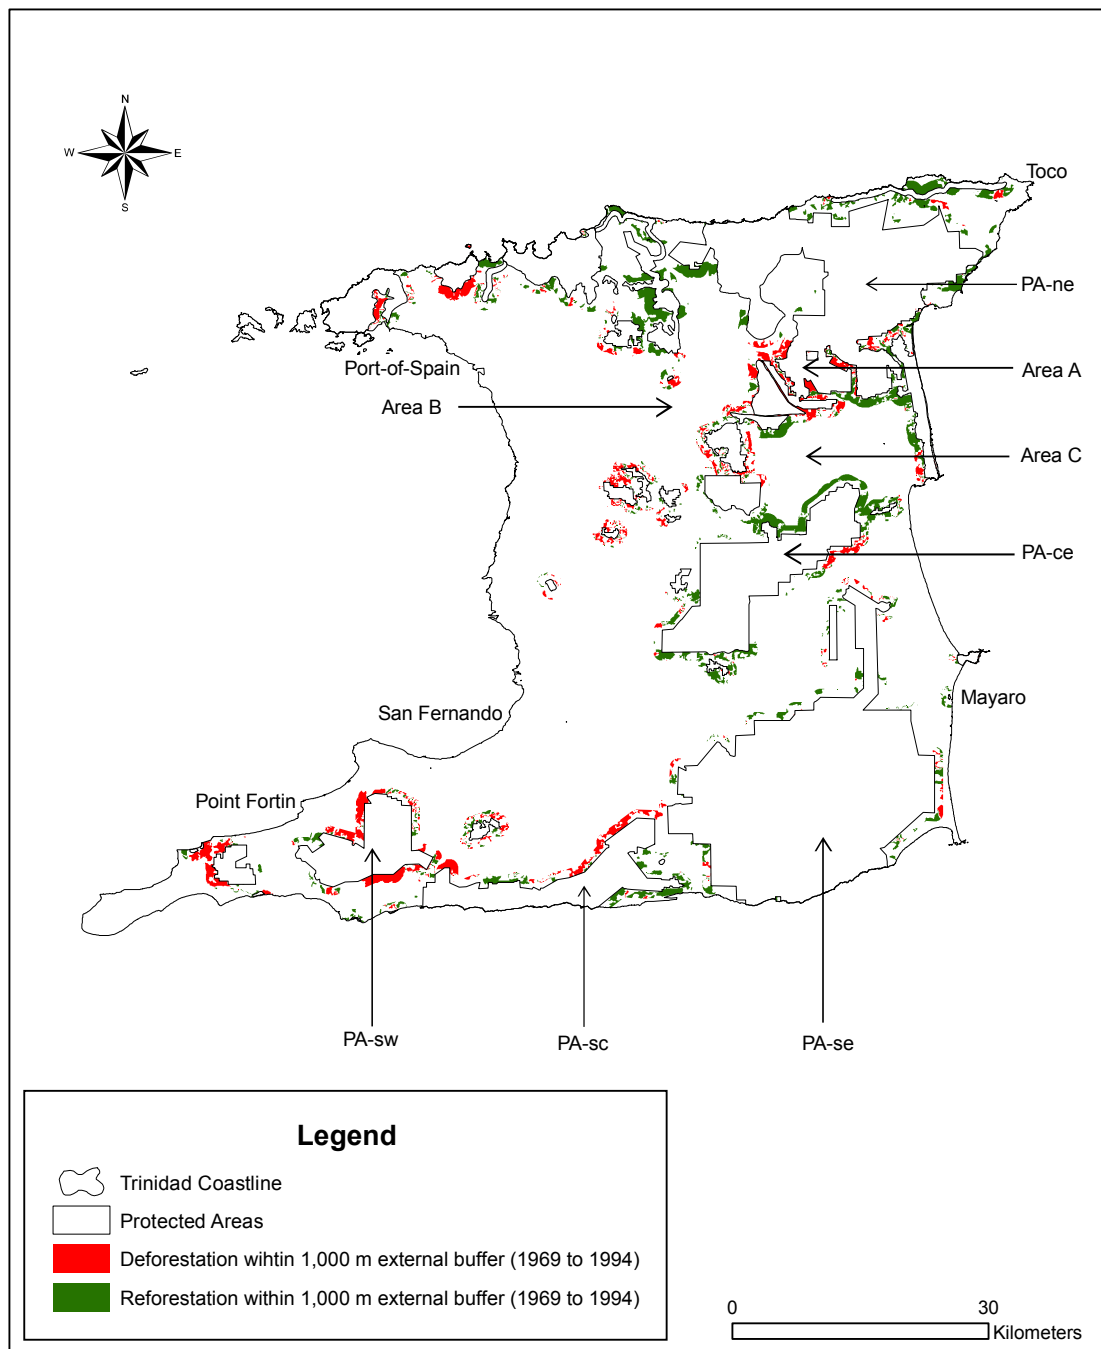 N
W
E
S
Toco
PA-ne
Port-of-Spain
Area A
Area B
Area C
PA-ce
Mayaro
San Fernando
Point Fortin
PA-sw
PA-sc
PA-se
Legend
Trinidad Coastline
Protected Areas
Deforestation wihtin 1,000 m external buffer (1969 to 1994)
Reforestation within 1,000 m external buffer (1969 to 1994)
0 30
Kilometers